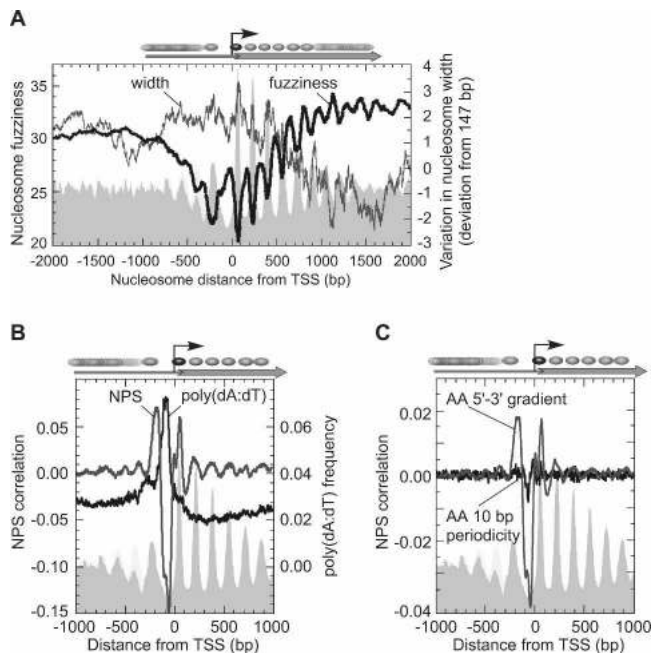 A
width
fuzziness
Nucleosome fuzziness
35
30
25
20
4
3
2
1
0
-1
-2
-3
Variation in nucleosome width
(deviation from 147 bp)
-2000 -1500 -1000 -500 0 500 1000 1500 2000
Nucleosome distance from TSS (bp)
B
NPS
poly(dA:dT)
NPS correlation
0.05
0.00
-0.05
-0.10
-0.15
0.06
0.04
0.02
0.00
poly(dA:dT) frequency
-1000 -500 0 500 1000
Distance from TSS (bp)
C
AA 5'-3' gradient
AA 10 bp
periodicity
NPS correlation
0.02
0.00
-0.02
-0.04
-1000 -500 0 500 1000
Distance from TSS (bp)